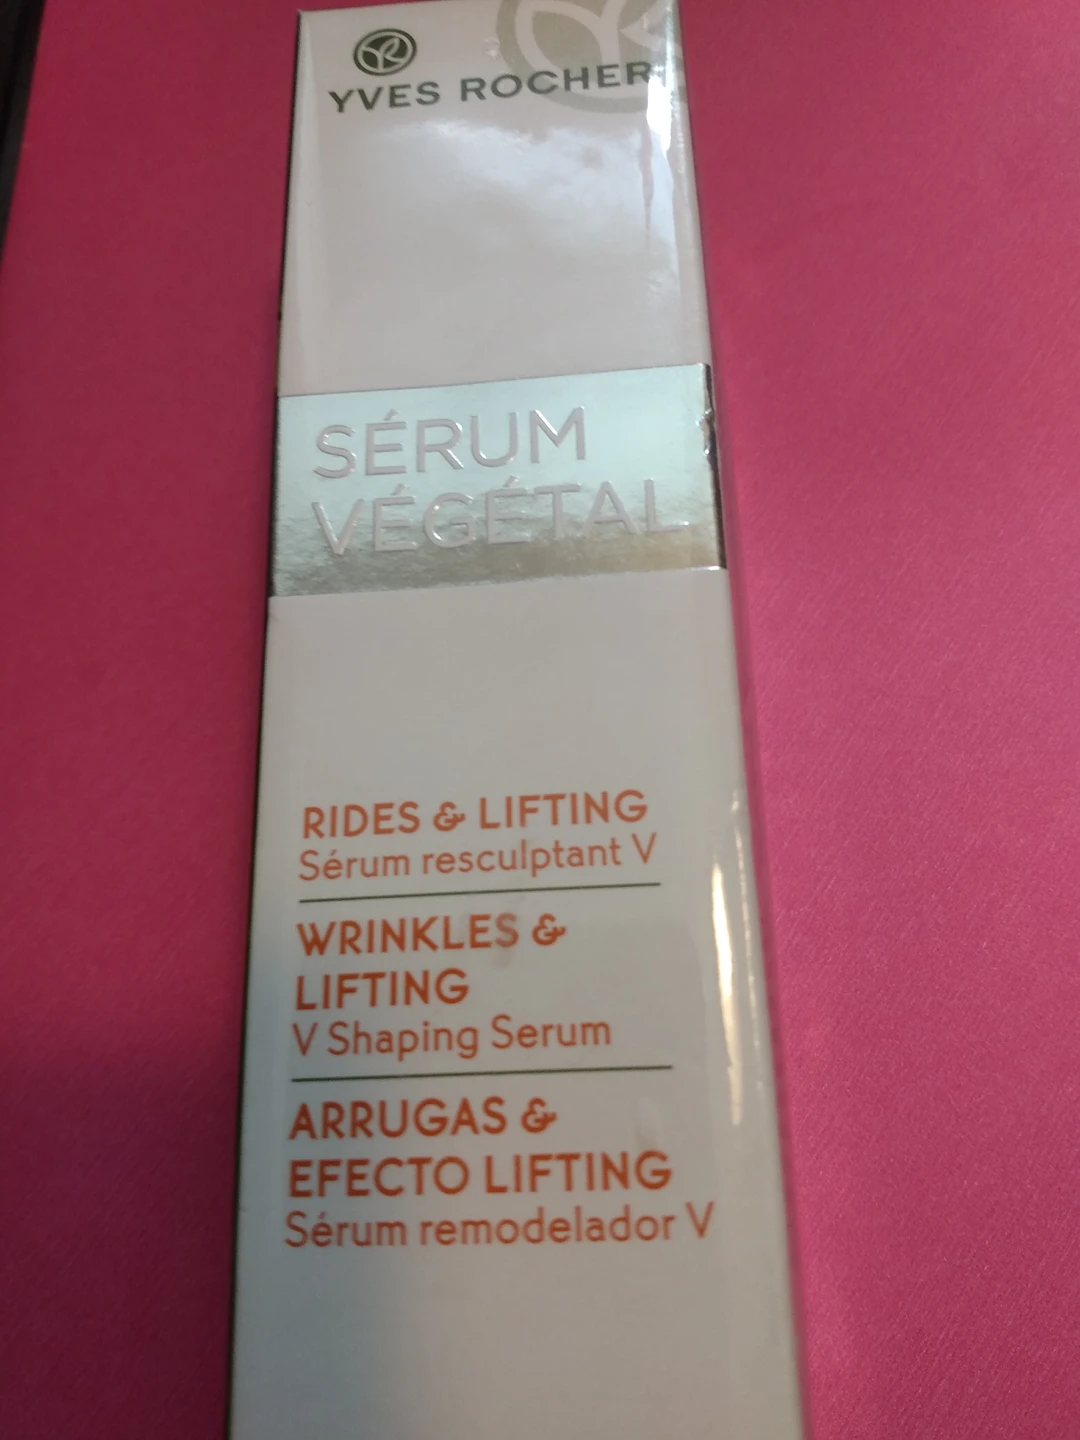 YVES ROCHER
SÉRUM
VÉGÉTAL
RIDES & LIFTING
Sérum resculptant V
WRINKLES &
LIFTING
V Shaping Serum
ARRUGAS &
EFECTO LIFTING
Sérum remodelador V